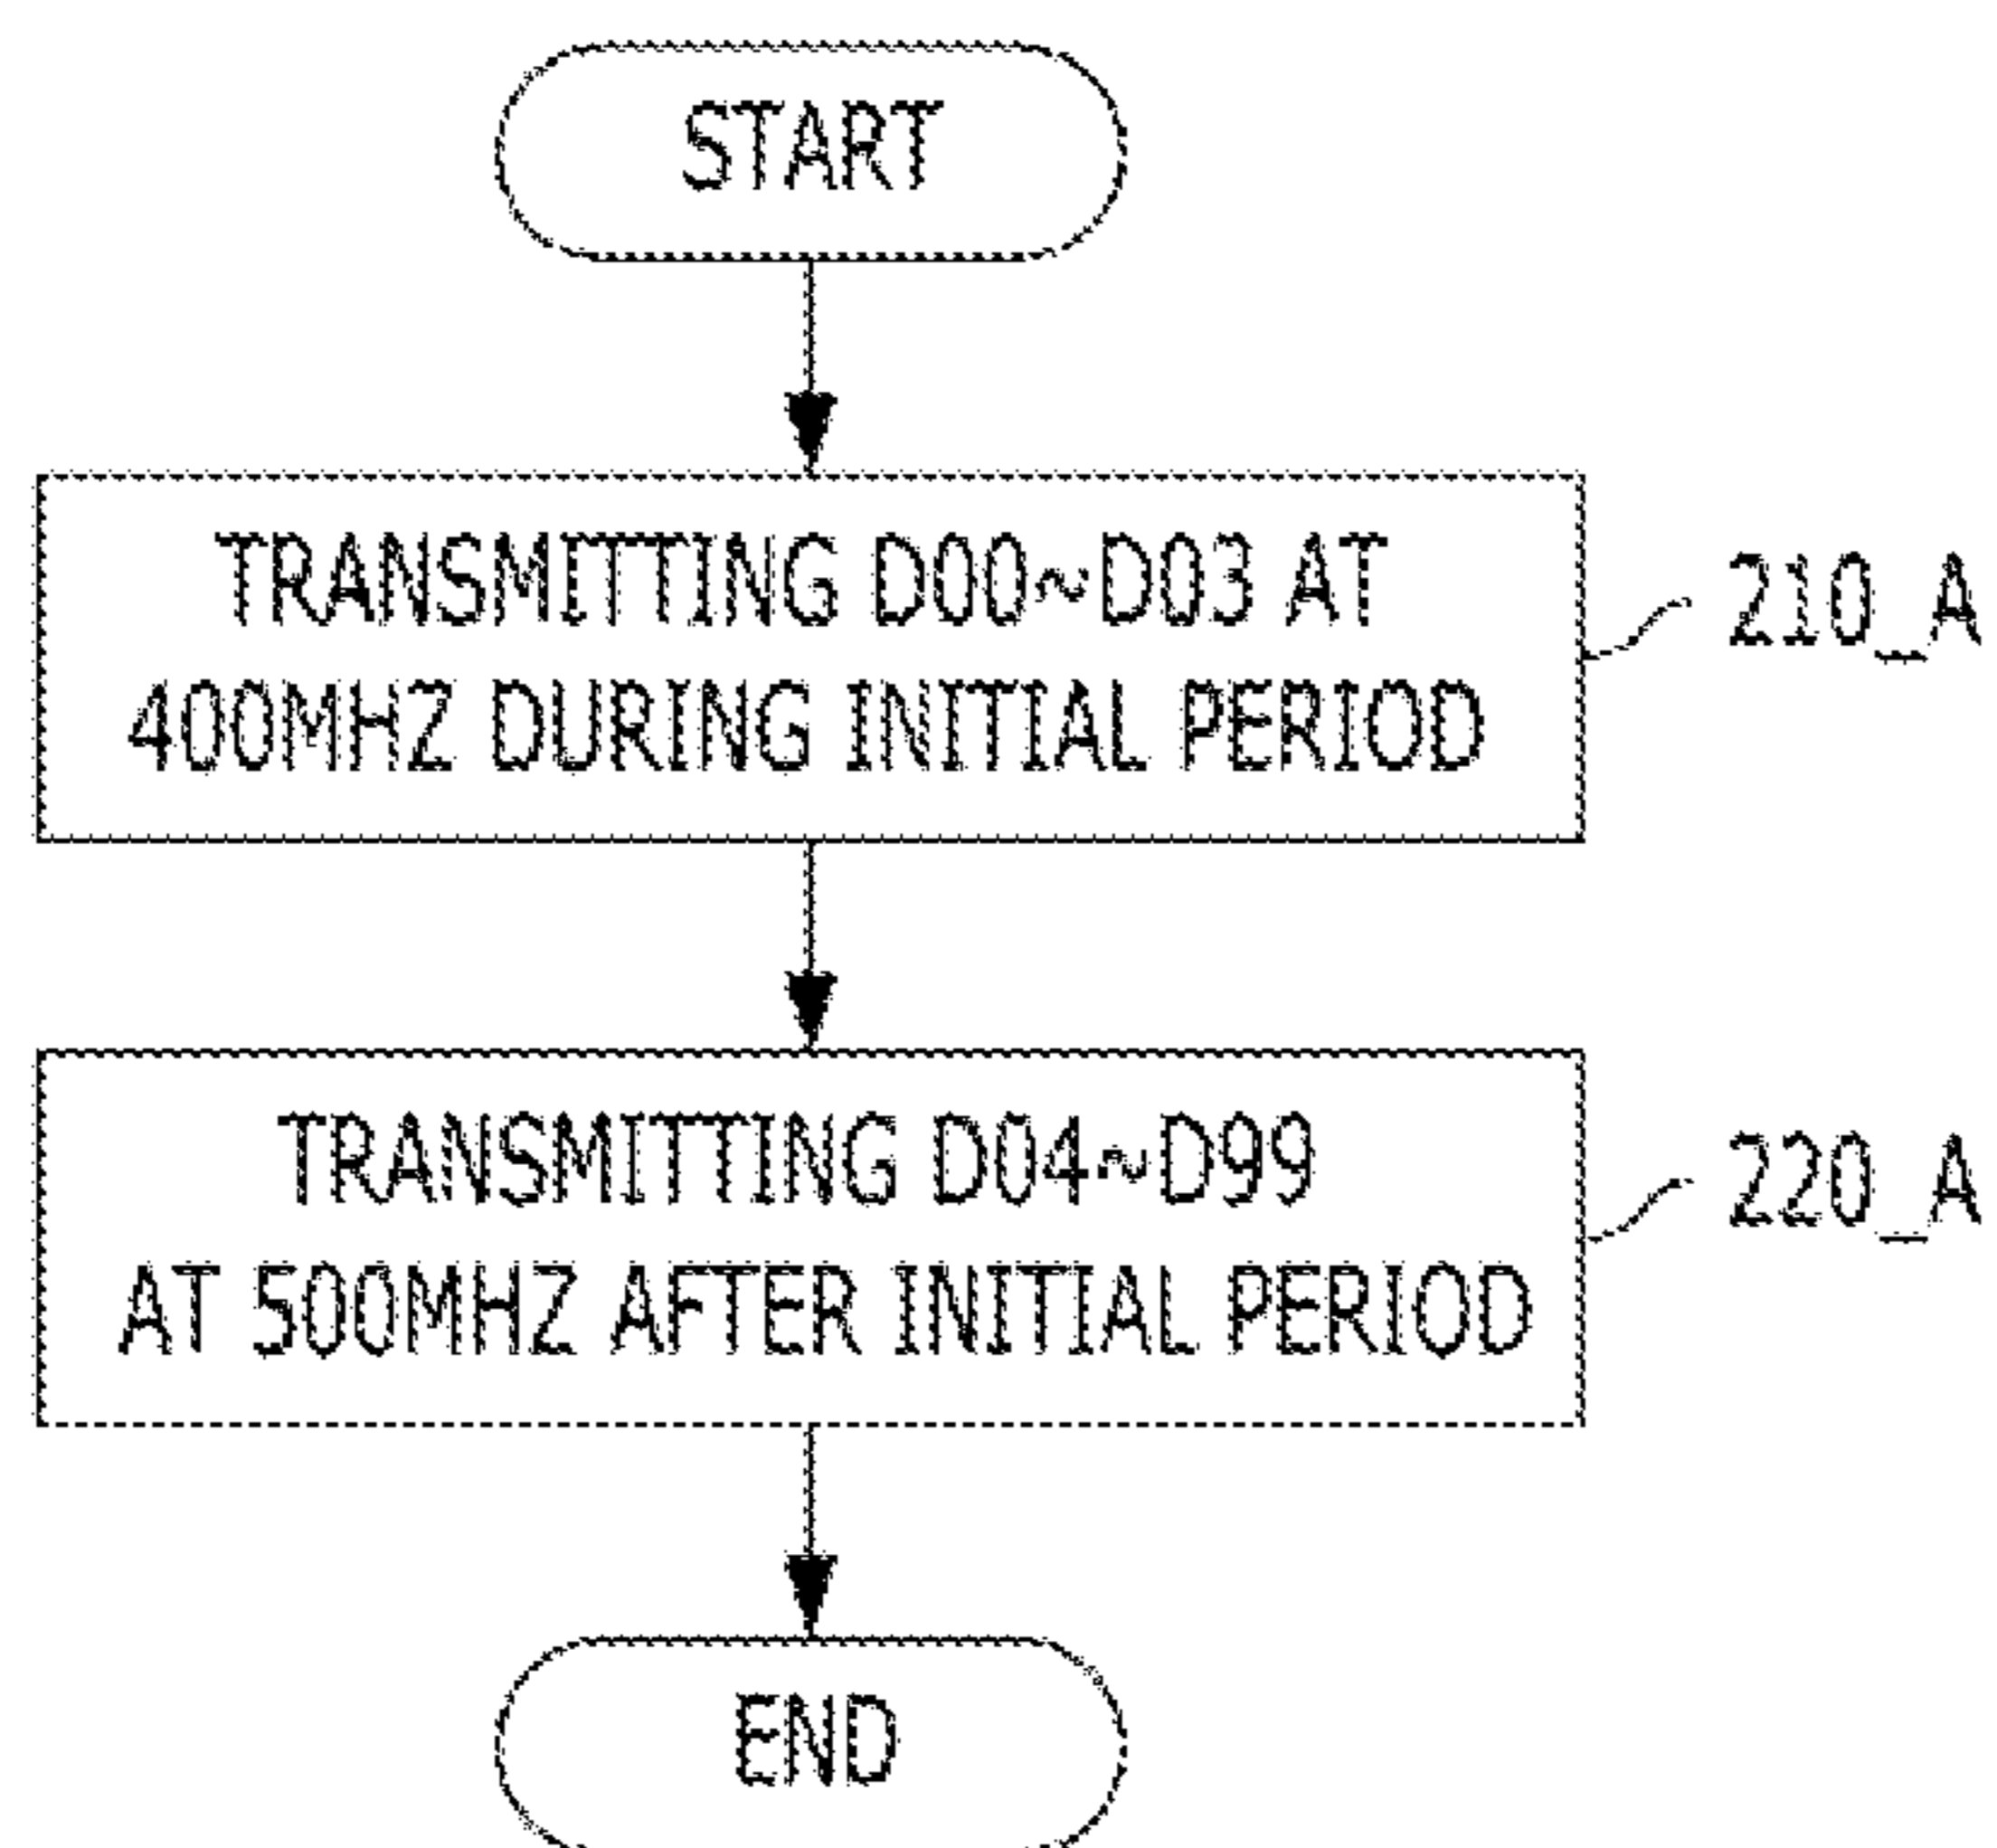 START
TRANSMITTING D00~D03 AT
400MHZ DURING INITIAL PERIOD
210_A
TRANSMITTING D04~D99
AT 500MHZ AFTER INITIAL PERIOD
220_A
END